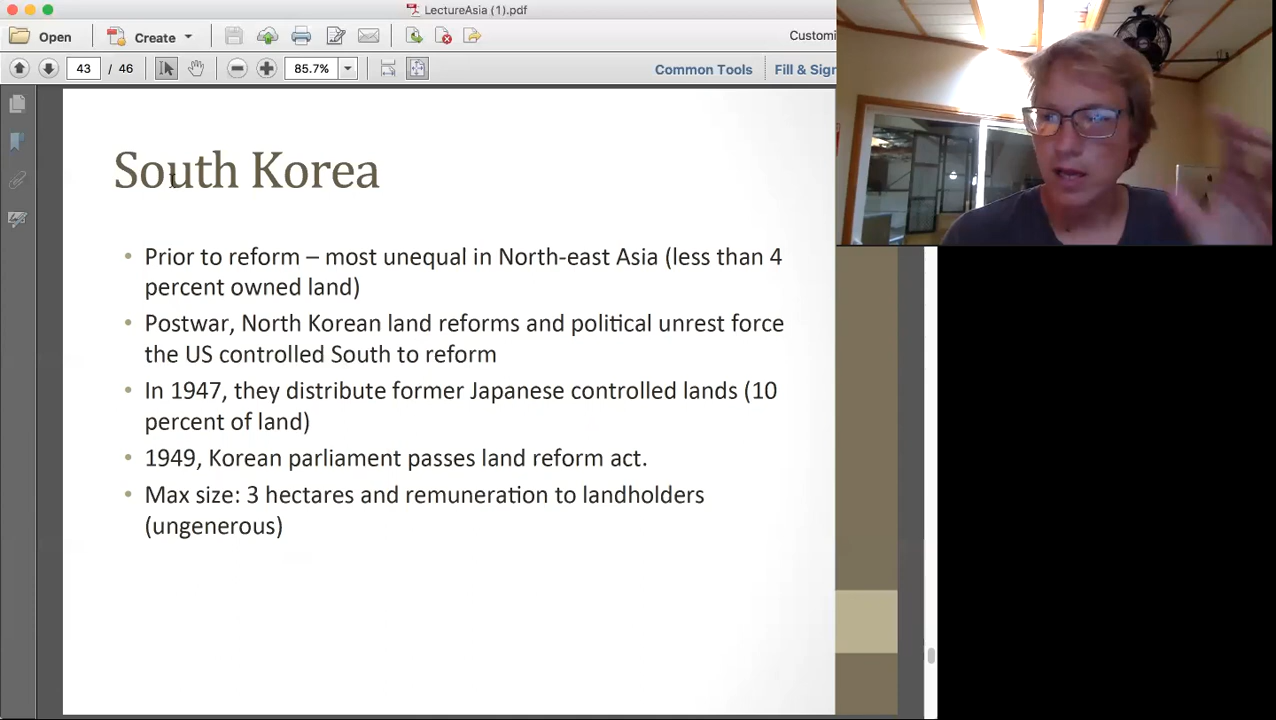 LectureAsia (1).pdf
Open
Create
Customi
43 / 46
85.7%
Common Tools
Fill & Sign
South Korea
• Prior to reform – most unequal in North-east Asia (less than 4
percent owned land)
• Postwar, North Korean land reforms and political unrest force
the US controlled South to reform
• In 1947, they distribute former Japanese controlled lands (10
percent of land)
• 1949, Korean parliament passes land reform act.
• Max size: 3 hectares and remuneration to landholders
(ungenerous)